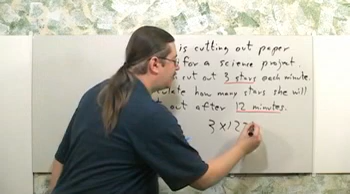 is cutting out paper
for a science project.
cut out 3 stars each minute.
how many stars she will
out after 12 minutes.
3 x 12